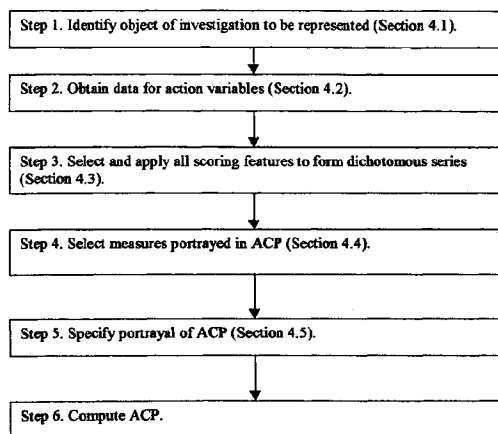 Step 1. Identify object of investigation to be represented (Section 4.1).
Step 2. Obtain data for action variables (Section 4.2).
Step 3. Select and apply all scoring features to form dichotomous series
(Section 4.3).
Step 4. Select measures portrayed in ACP (Section 4.4).
Step 5. Specify portrayal of ACP (Section 4.5).
Step 6. Compute ACP.